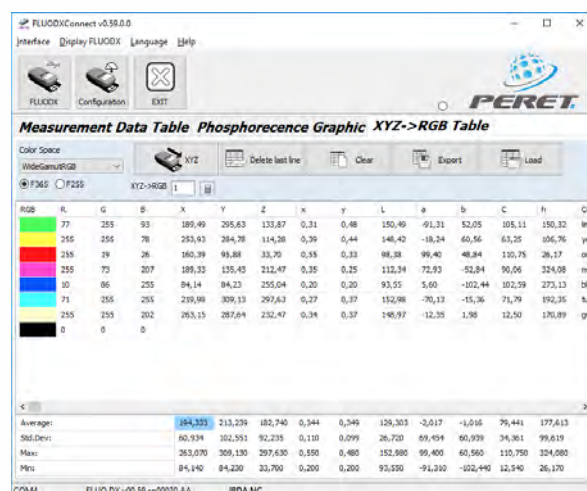 FLUODXConnect v0.59.0.0
Interface Display FLUODX Language Help
FLUODX Configuration EXIT
PERET
Measurement Data Table Phosphorecence Graphic XYZ->RGB Table
Color Space
WideGamutRGB
XYZ Delete last line Clear Export Load
F365 F255 XYZ->RGB 1
RGB R. G B X Y Z x y L a b C h
77 255 93 189,49 295,63 133,87 0,31 0,48 150,49 -91,31 52,05 105,11 150,32
255 255 78 253,93 284,78 114,28 0,39 0,44 148,42 -18,24 60,56 63,25 106,76
255 19 26 160,39 95,88 33,70 0,55 0,33 98,38 99,40 48,84 110,75 26,17
255 73 207 189,33 135,43 212,47 0,35 0,25 112,34 72,93 -52,84 90,06 324,08
10 86 255 84,14 84,23 255,04 0,20 0,20 93,55 5,60 -102,44 102,59 273,13
71 255 255 219,98 309,13 297,63 0,27 0,37 152,98 -70,13 -15,36 71,79 192,35
255 255 202 263,15 287,64 232,47 0,34 0,37 148,97 -12,35 1,98 12,50 170,89
0 0 0
Average: 194,333 213,239 182,740 0,344 0,349 129,303 -2,017 -1,016 79,441 177,613
Std.Dev: 60,934 102,551 92,235 0,110 0,099 26,720 69,454 60,939 34,361 99,619
Max: 263,070 309,130 297,630 0,550 0,480 152,980 99,400 60,560 110,750 324,080
Min: 84,140 84,230 33,700 0,200 0,200 93,550 -91,310 -102,440 12,540 26,170